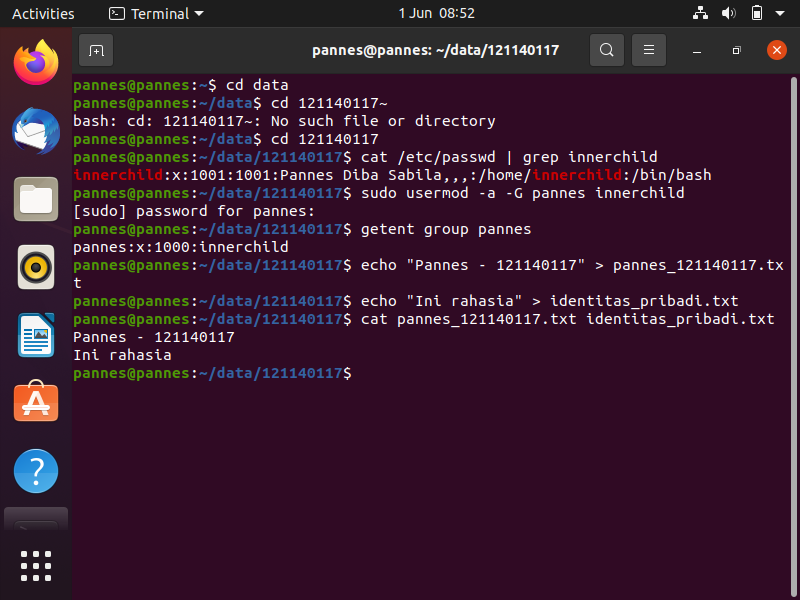 Activities
Terminal
1 Jun 08:52
pannes@pannes: ~/data/121140117
pannes@pannes:~$ cd data
pannes@pannes:~/data$ cd 121140117~
bash: cd: 121140117~: No such file or directory
pannes@pannes:~/data$ cd 121140117
pannes@pannes:~/data/121140117$ cat /etc/passwd | grep innerchild
innerchild:x:1001:1001:Pannes Diba Sabila,,,:/home/innerchild:/bin/bash
pannes@pannes:~/data/121140117$ sudo usermod -a -G pannes innerchild
[sudo] password for pannes:
pannes@pannes:~/data/121140117$ getent group pannes
pannes:x:1000:innerchild
pannes@pannes:~/data/121140117$ echo "Pannes - 121140117" > pannes_121140117.tx
t
pannes@pannes:~/data/121140117$ echo "Ini rahasia" > identitas_pribadi.txt
pannes@pannes:~/data/121140117$ cat pannes_121140117.txt identitas_pribadi.txt
Pannes - 121140117
Ini rahasia
pannes@pannes:~/data/121140117$